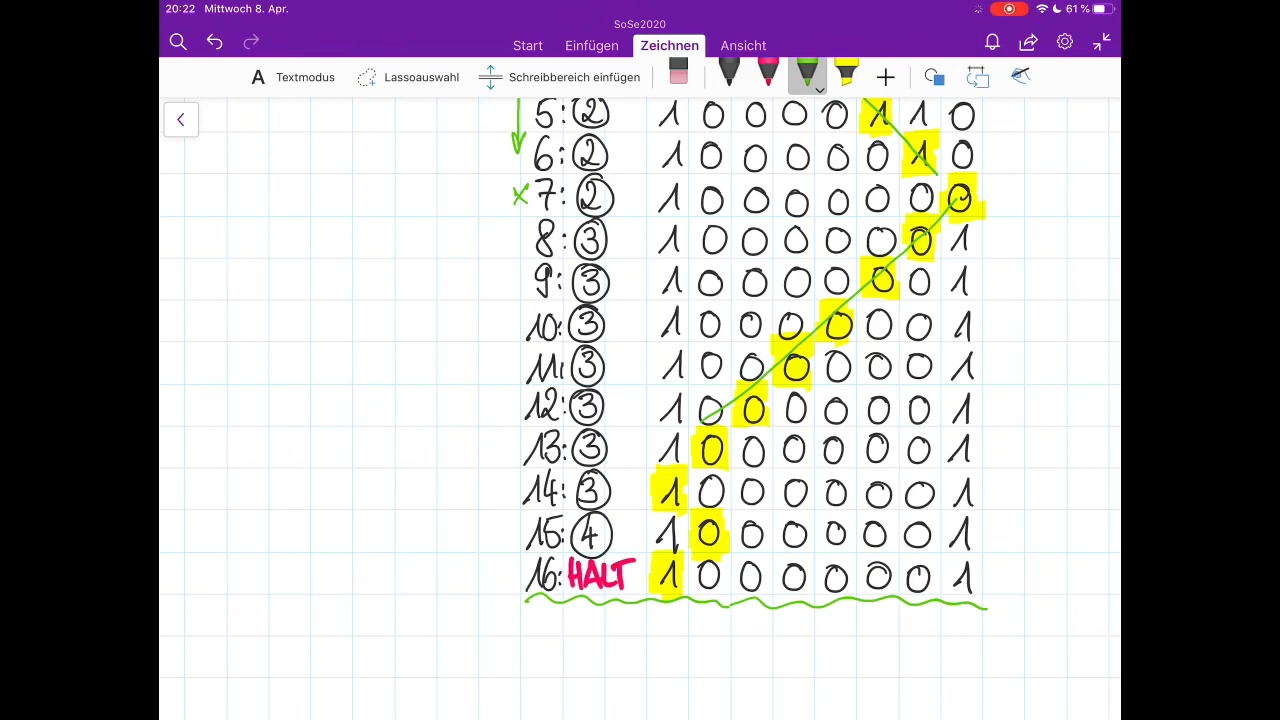 20:22 Mittwoch 8. Apr. 61 %
SoSe2020
Start Einfügen Zeichnen Ansicht
A Textmodus Lassoauswahl Schreibbereich einfügen
5: 2 1 0 0 0 0 1 1 0
6: 2 1 0 0 0 0 0 1 0
x 7: 2 1 0 0 0 0 0 0 0
8: 3 1 0 0 0 0 0 0 1
9: 3 1 0 0 0 0 0 0 1
10: 3 1 0 0 0 0 0 0 1
11: 3 1 0 0 0 0 0 0 1
12: 3 1 0 0 0 0 0 0 1
13: 3 1 0 0 0 0 0 0 1
14: 3 1 0 0 0 0 0 0 1
15: 4 1 0 0 0 0 0 0 1
16: HALT 1 0 0 0 0 0 0 1